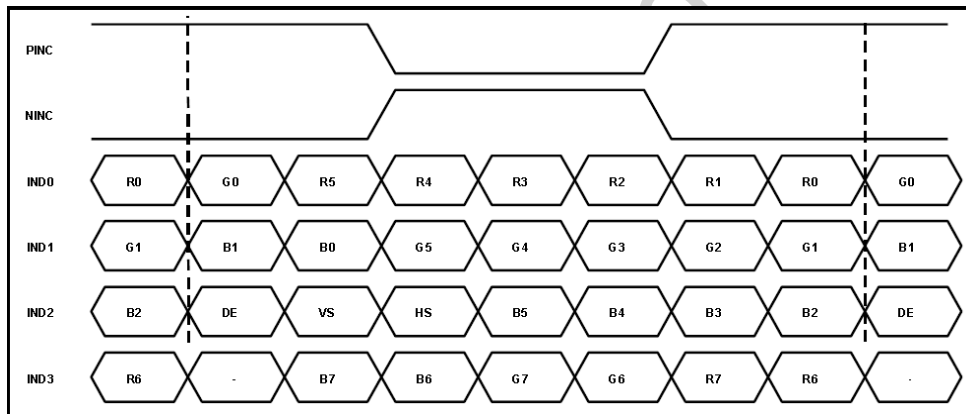 PINC
NINC
IND0 R0 G0 R5 R4 R3 R2 R1 R0 G0
IND1 G1 B1 B0 G5 G4 G3 G2 G1 B1
IND2 B2 DE VS HS B5 B4 B3 B2 DE
IND3 R6 - B7 B6 G7 G6 R7 R6 -